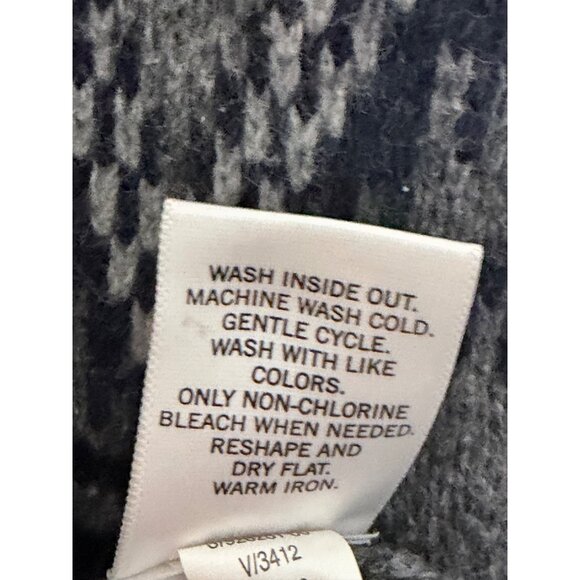 WASH INSIDE OUT.
MACHINE WASH COLD.
GENTLE CYCLE.
WASH WITH LIKE
COLORS.
ONLY NON-CHLORINE
BLEACH WHEN NEEDED.
RESHAPE AND
DRY FLAT.
WARM IRON.
V/3412